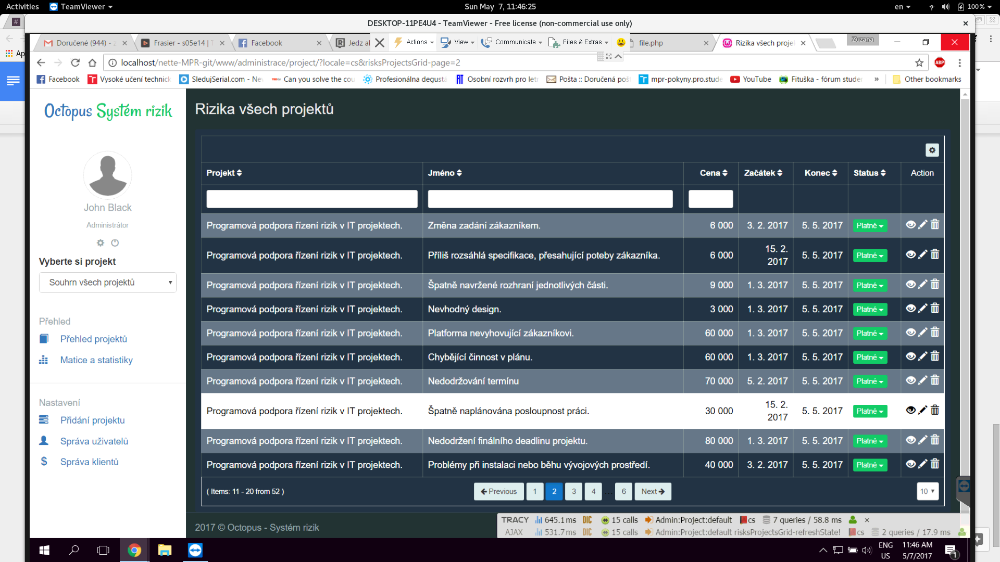 Activities TeamViewer Sun May 7, 11:46:25 en ? 100 %
DESKTOP-11PE4U4 - TeamViewer - Free license (non-commercial use only)
Doručené (944) - Frasier - s05e14 | Facebook Jedz Actions View Communicate Files & Extras file.php Rizika všech proje Zuzana
Ap
localhost/nette-MPR-git/www/administrace/project/?locale=cs&risksProjectsGrid-page=2 ABP
Facebook Vysoké učení technick SledujSerial.com - Ne Can you solve the cou Profesionálna degustá Osobní rozvrh pro let Pošta :: Doručená poš mpr-pokyny.pro.stude YouTube Fituška - fórum studer » Other bookmarks
Octopus Systém rizik
John Black
Administrátor
Vyberte si projekt
Souhrn všech projektů
Přehled
Přehled projektů
Matice a statistiky
Nastavení
Přidání projektu
Správa uživatelů
Správa klientů
Rizika všech projektů
Projekt Jméno Cena Začátek Konec Status Action
Programová podpora řízení rizik v IT projektech. Změna zadání zákazníkem. 6 000 3. 2. 2017 5. 5. 2017 Platné
Programová podpora řízení rizik v IT projektech. Příliš rozsáhlá specifikace, přesahující poteby zákazníka. 6 000 15. 2. 2017 5. 5. 2017 Platné
Programová podpora řízení rizik v IT projektech. Špatně navržené rozhraní jednotlivých části. 9 000 1. 3. 2017 5. 5. 2017 Platné
Programová podpora řízení rizik v IT projektech. Nevhodný design. 3 000 1. 3. 2017 5. 5. 2017 Platné
Programová podpora řízení rizik v IT projektech. Platforma nevyhovující zákazníkovi. 60 000 1. 3. 2017 5. 5. 2017 Platné
Programová podpora řízení rizik v IT projektech. Chybějící činnost v plánu. 60 000 1. 3. 2017 5. 5. 2017 Platné
Programová podpora řízení rizik v IT projektech. Nedodržování termínu 70 000 5. 2. 2017 5. 5. 2017 Platné
Programová podpora řízení rizik v IT projektech. Špatně naplánována posloupnost práci. 30 000 15. 2. 2017 5. 5. 2017 Platné
Programová podpora řízení rizik v IT projektech. Nedodržení finálního deadlinu projektu. 80 000 1. 3. 2017 5. 5. 2017 Platné
Programová podpora řízení rizik v IT projektech. Problémy při instalaci nebo běhu vývojových prostředí. 40 000 3. 2. 2017 5. 5. 2017 Platné
( Items: 11 - 20 from 52 ) Previous 1 2 3 4 ... 6 Next 10
2017 © Octopus - Systém rizik
TRACY 645.1 ms DIC 15 calls Admin:Project:default cs 7 queries / 58.8 ms ×
AJAX 531.7 ms DIC 15 calls Admin:Project:default risksProjectsGrid-refreshState! cs 2 queries / 17.9 ms
ENG 11:46 AM
US 5/7/2017 1